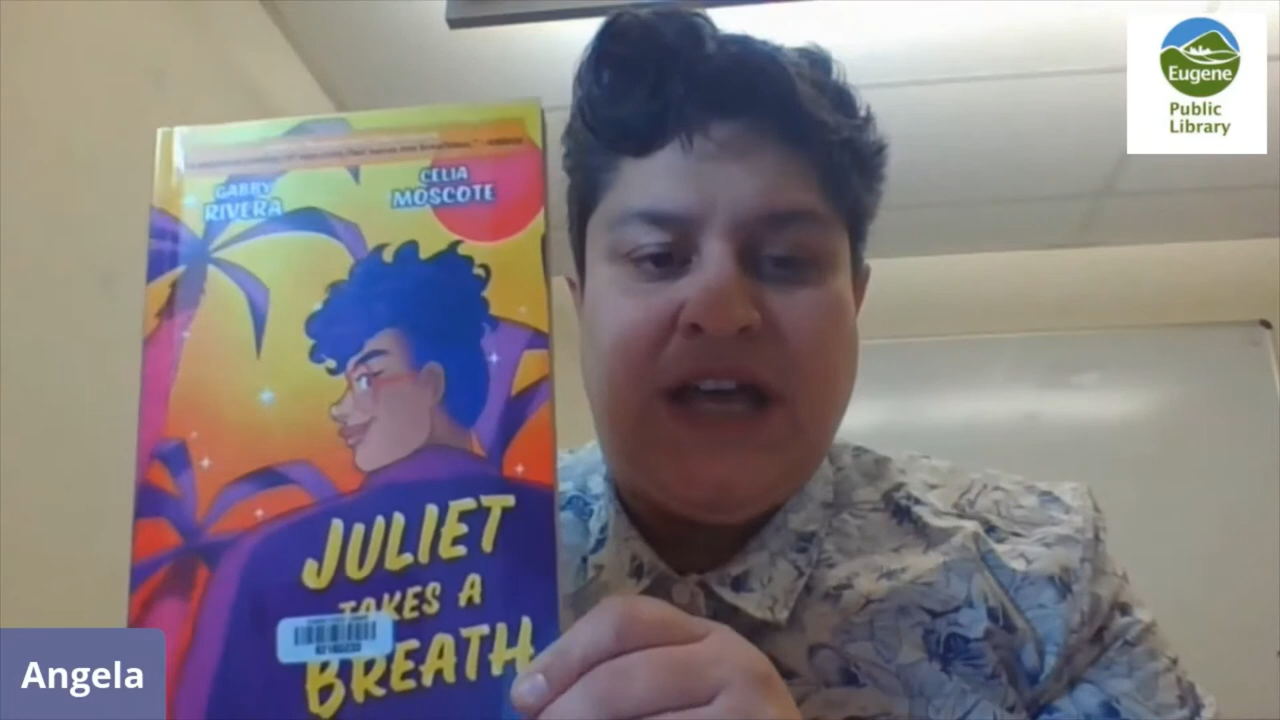 GABBY
RIVERA
CELIA
MOSCOTE
JULIET
TAKES A
BREATH
Angela
Eugene
Public
Library